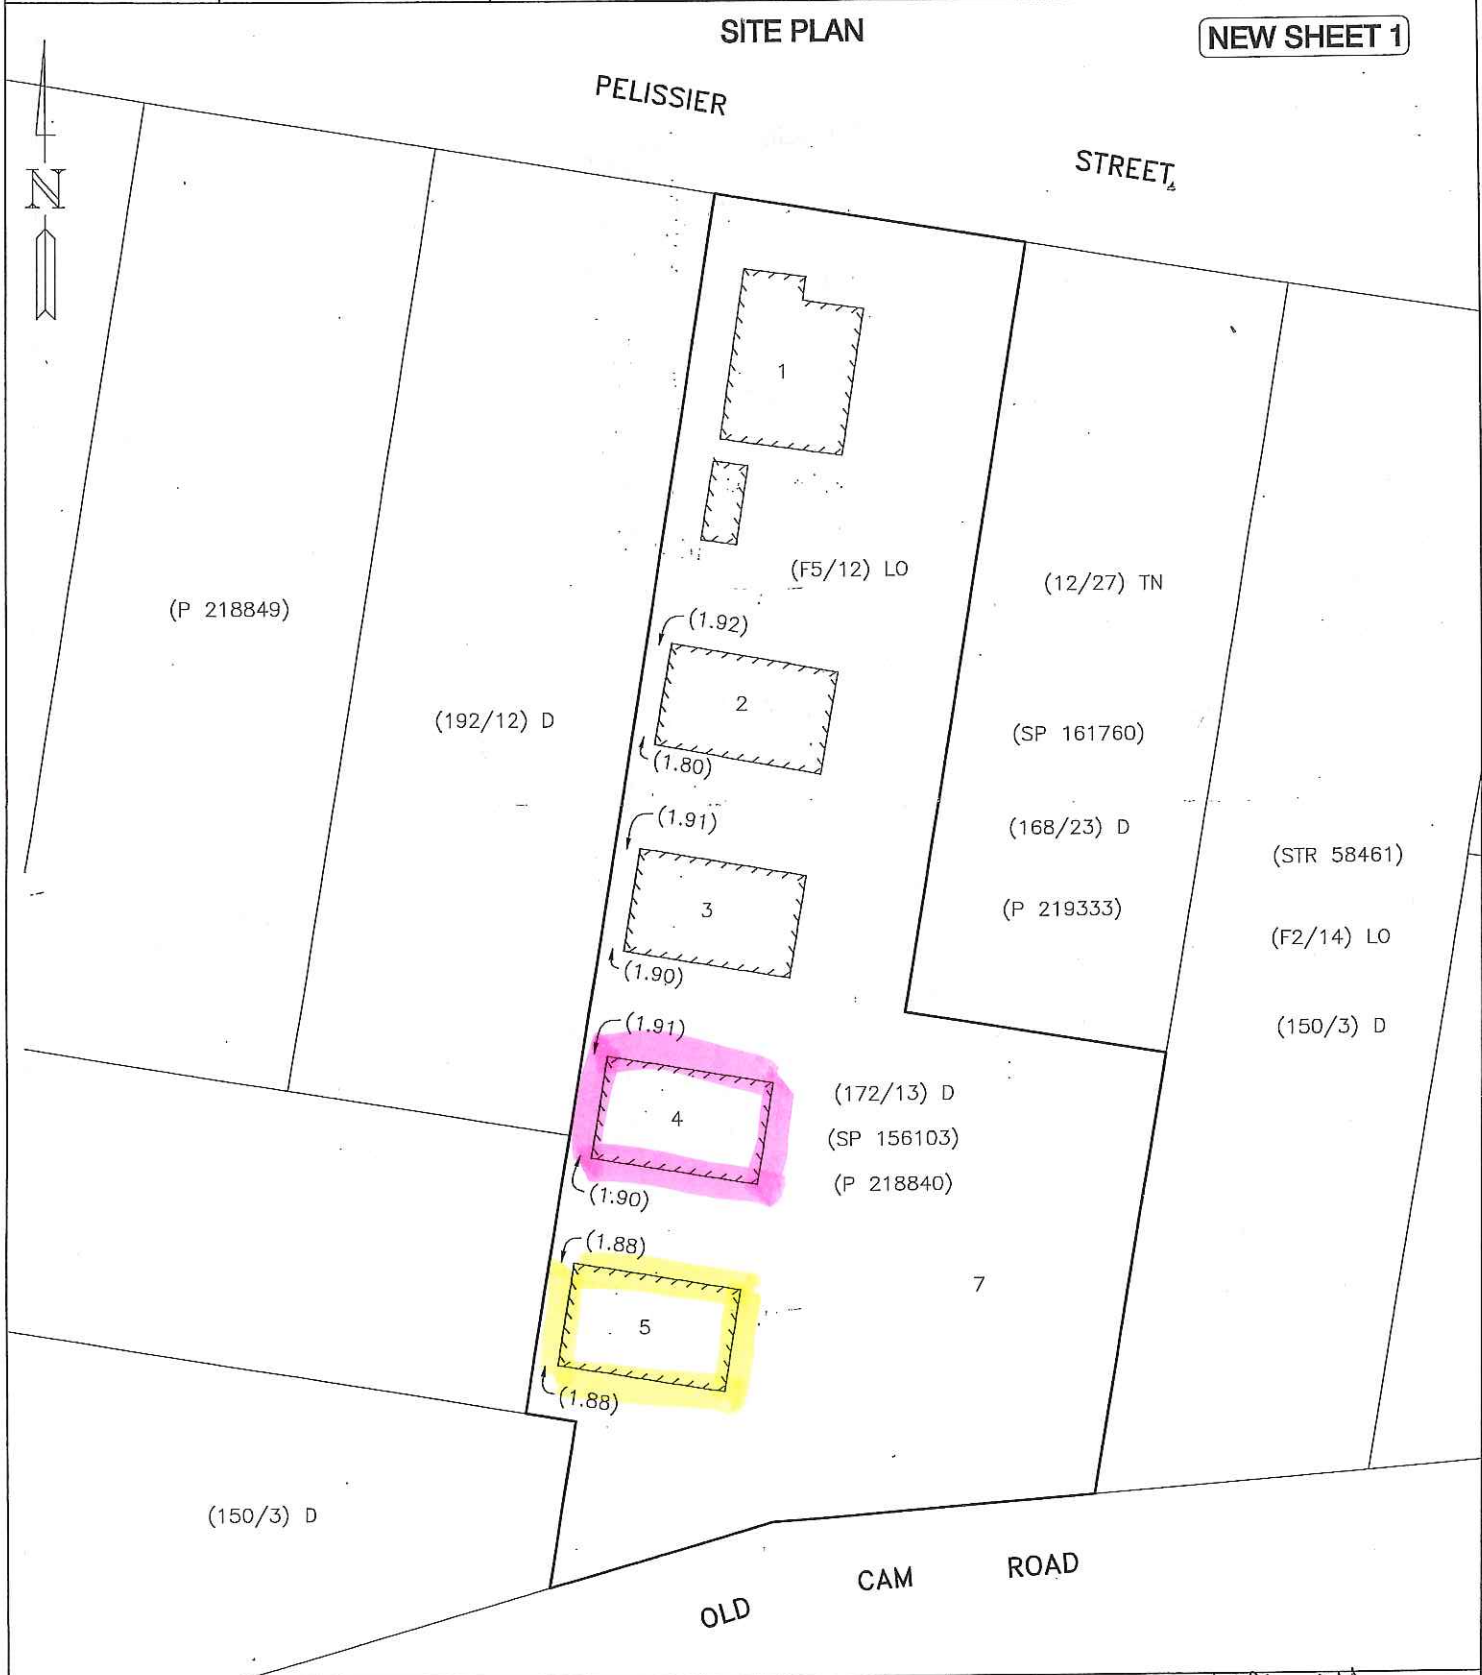 SITE PLAN
NEW SHEET 1
PELISSIER STREET
N
1
(F5/12) LO
(12/27) TN
(P 218849)
(1.92)
2
(192/12) D
(SP 161760)
(1.80)
(1.91)
(168/23) D
(STR 58461)
3
(P 219333)
(F2/14) LO
(1.90)
(1.91)
(150/3) D
(172/13) D
4
(SP 156103)
(P 218840)
(1.90)
(1.88)
7
5
(1.88)
(150/3) D
OLD CAM ROAD